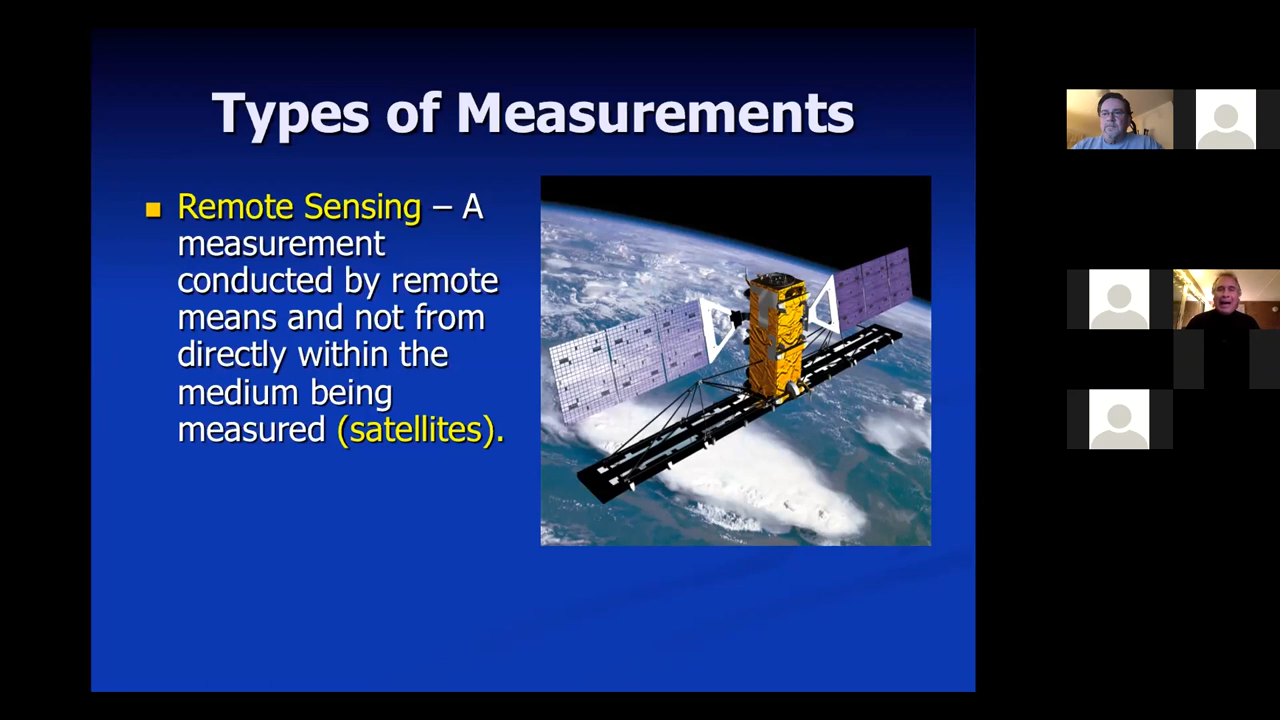 Types of Measurements
■ Remote Sensing – A
measurement
conducted by remote
means and not from
directly within the
medium being
measured (satellites).